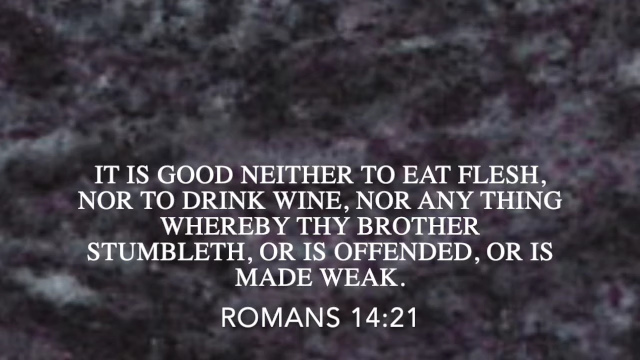 IT IS GOOD NEITHER TO EAT FLESH,
NOR TO DRINK WINE, NOR ANY THING
WHEREBY THY BROTHER
STUMBLETH, OR IS OFFENDED, OR IS
MADE WEAK.
ROMANS 14:21